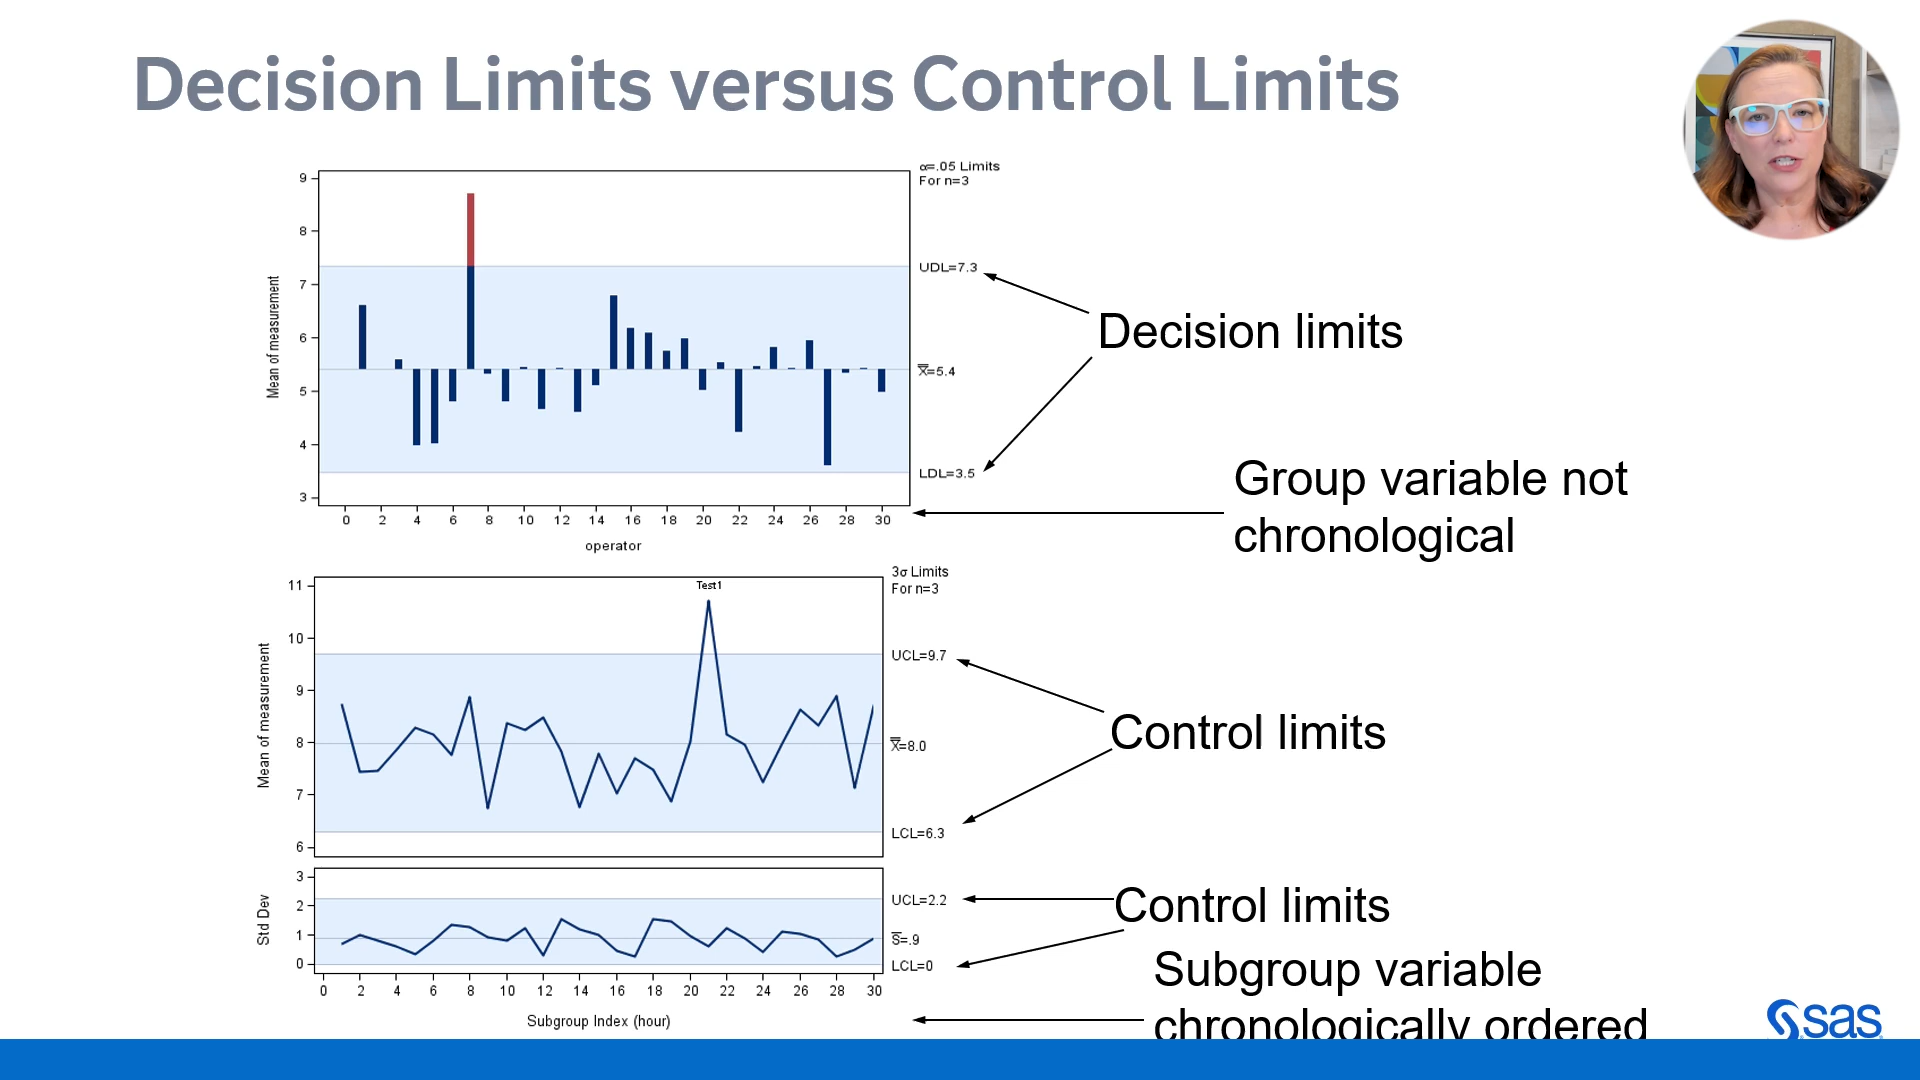 Decision Limits versus Control Limits
α=.05 Limits
For n=3
9
8
7
6
5
4
3
Mean of measurement
UDL=7.3
X=5.4
LDL=3.5
0 2 4 6 8 10 12 14 16 18 20 22 24 26 28 30
operator
Decision limits
Group variable not
chronological
3σ Limits
For n=3
Test1
11
10
9
8
7
6
Mean of measurement
UCL=9.7
X=8.0
LCL=6.3
Control limits
3
2
1
0
Std Dev
UCL=2.2
S=.9
LCL=0
0 2 4 6 8 10 12 14 16 18 20 22 24 26 28 30
Subgroup Index (hour)
Control limits
Subgroup variable
chronologically ordered
sas